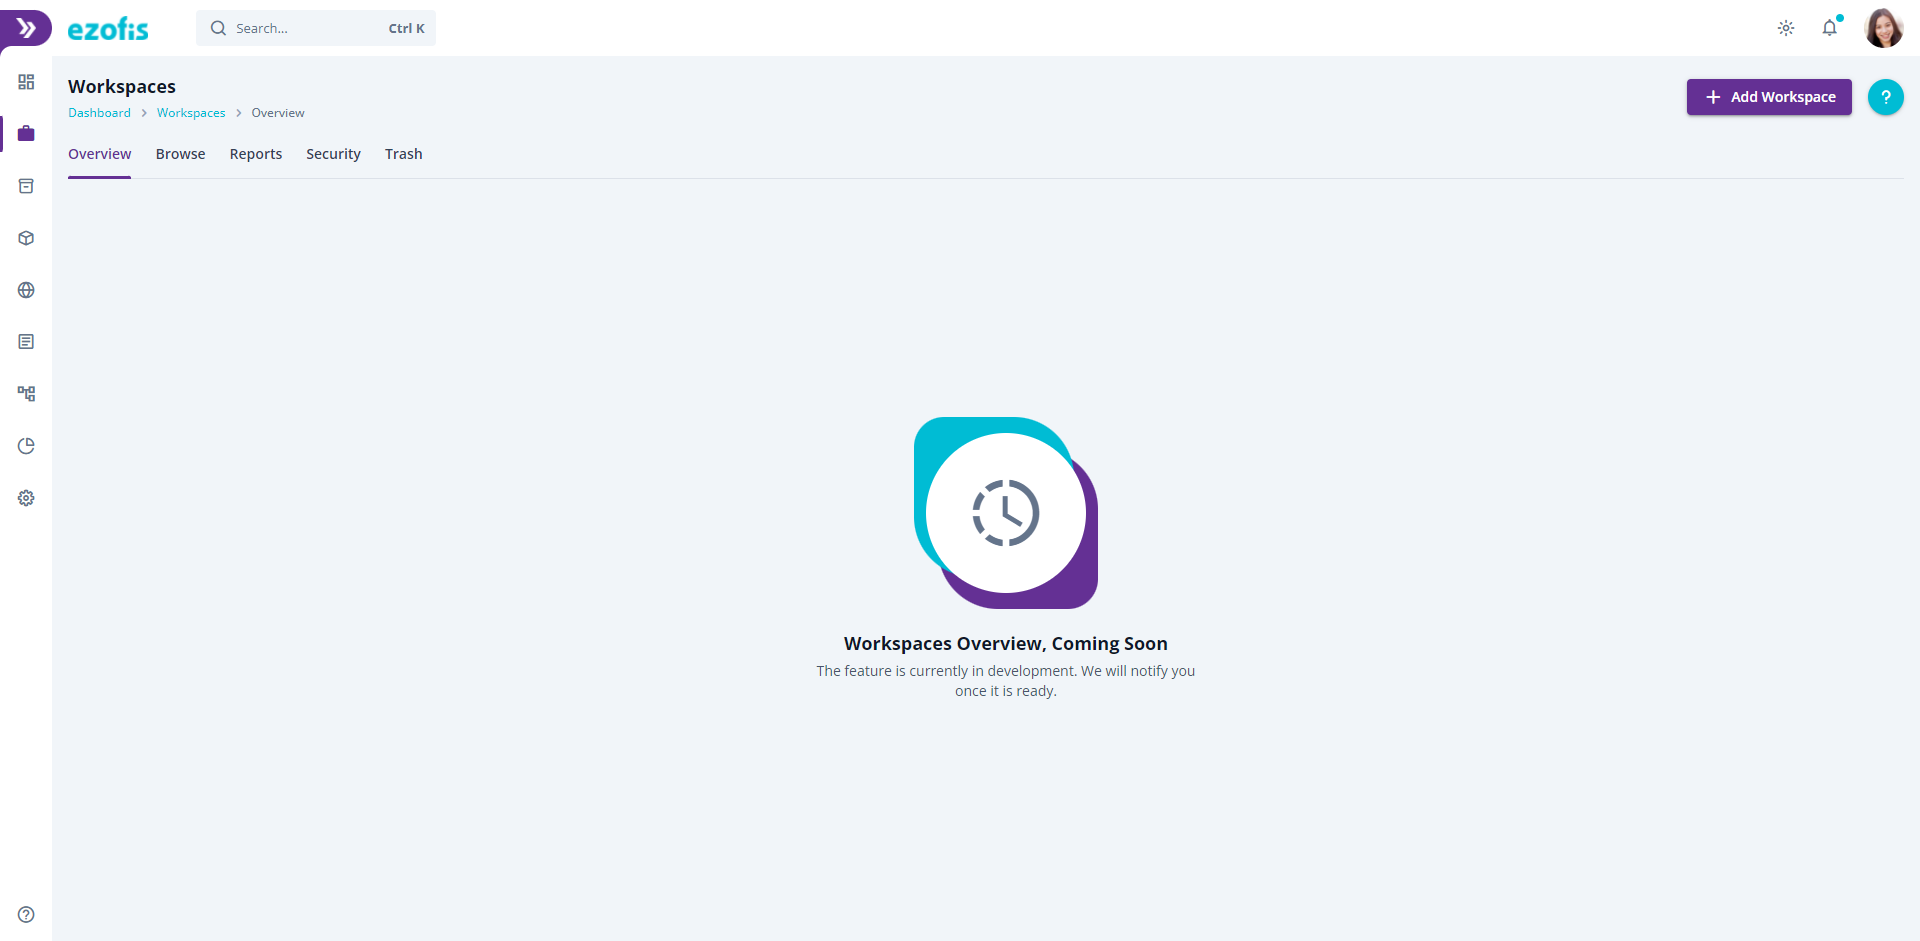 ezofis
Search...
Ctrl K
Workspaces
Add Workspace
?
Dashboard > Workspaces > Overview
Overview
Browse
Reports
Security
Trash
Workspaces Overview, Coming Soon
The feature is currently in development. We will notify you
once it is ready.